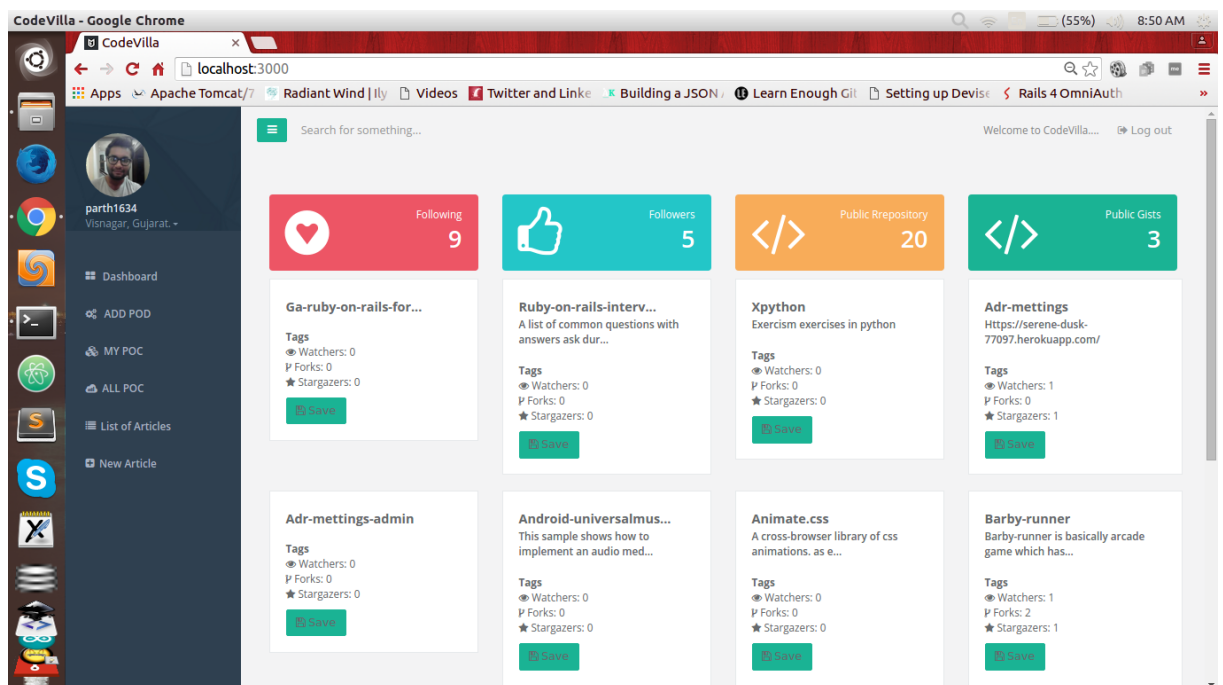 CodeVilla - Google Chrome
(55%) 8:50 AM
CodeVilla ×
localhost:3000
Apps Apache Tomcat/7 Radiant Wind | Ily Videos Twitter and Linke Building a JSON Learn Enough Git Setting up Devise Rails 4 OmniAuth »
Search for something...
Welcome to CodeVilla.... Log out
parth1634
Visnagar, Gujarat.
Dashboard
ADD POD
MY POC
ALL POC
List of Articles
New Article
Following
9
Followers
5
Public Rrepository
20
Public Gists
3
Ga-ruby-on-rails-for...
Tags
Watchers: 0
Forks: 0
Stargazers: 0
Save
Ruby-on-rails-interv...
A list of common questions with
answers ask dur...
Tags
Watchers: 0
Forks: 0
Stargazers: 0
Save
Xpython
Exercism exercises in python
Tags
Watchers: 0
Forks: 0
Stargazers: 0
Save
Adr-mettings
Https://serene-dusk-
77097.herokuapp.com/
Tags
Watchers: 1
Forks: 0
Stargazers: 1
Save
Adr-mettings-admin
Tags
Watchers: 0
Forks: 0
Stargazers: 0
Save
Android-universalmus...
This sample shows how to
implement an audio med...
Tags
Watchers: 0
Forks: 0
Stargazers: 0
Save
Animate.css
A cross-browser library of css
animations. as e...
Tags
Watchers: 0
Forks: 0
Stargazers: 0
Save
Barby-runner
Barby-runner is basically arcade
game which has...
Tags
Watchers: 1
Forks: 2
Stargazers: 1
Save